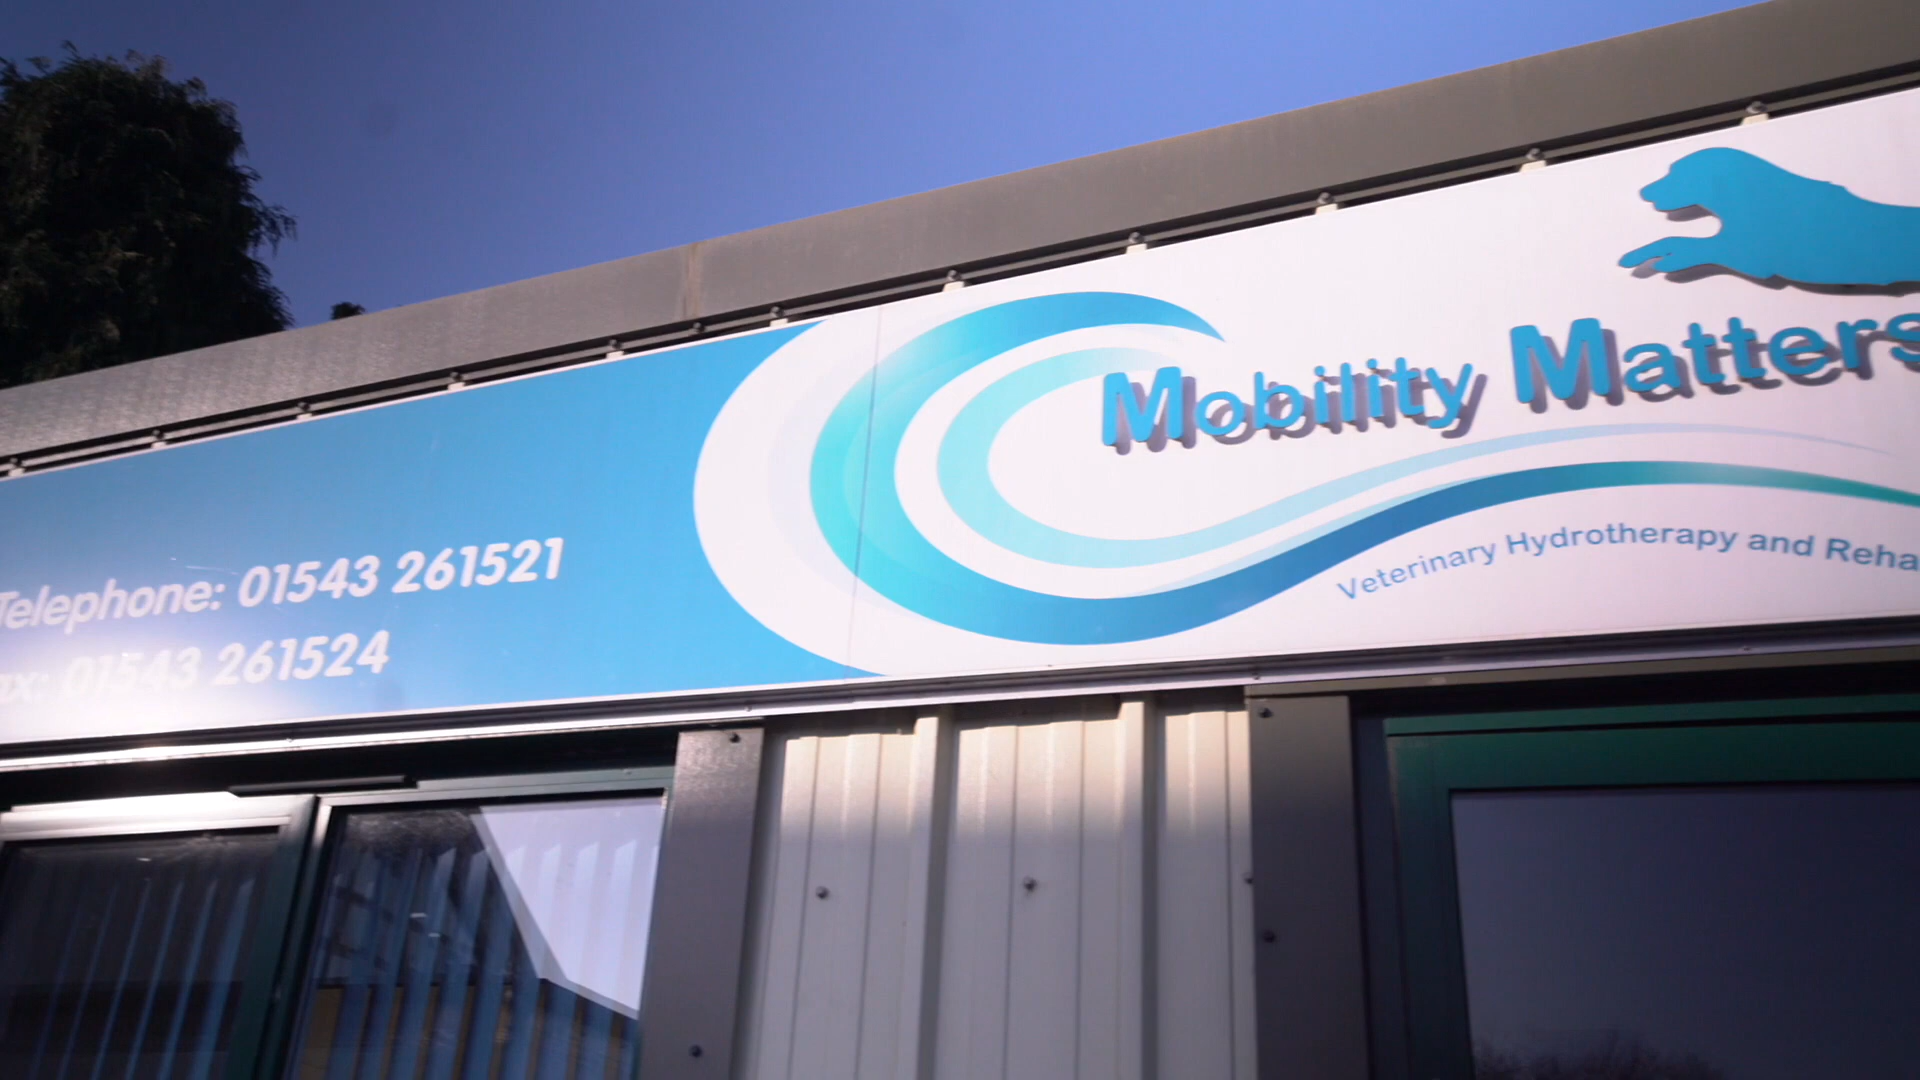 Telephone: 01543 261521
ax: 01543 261524
Mobility Matters
Veterinary Hydrotherapy and Reha